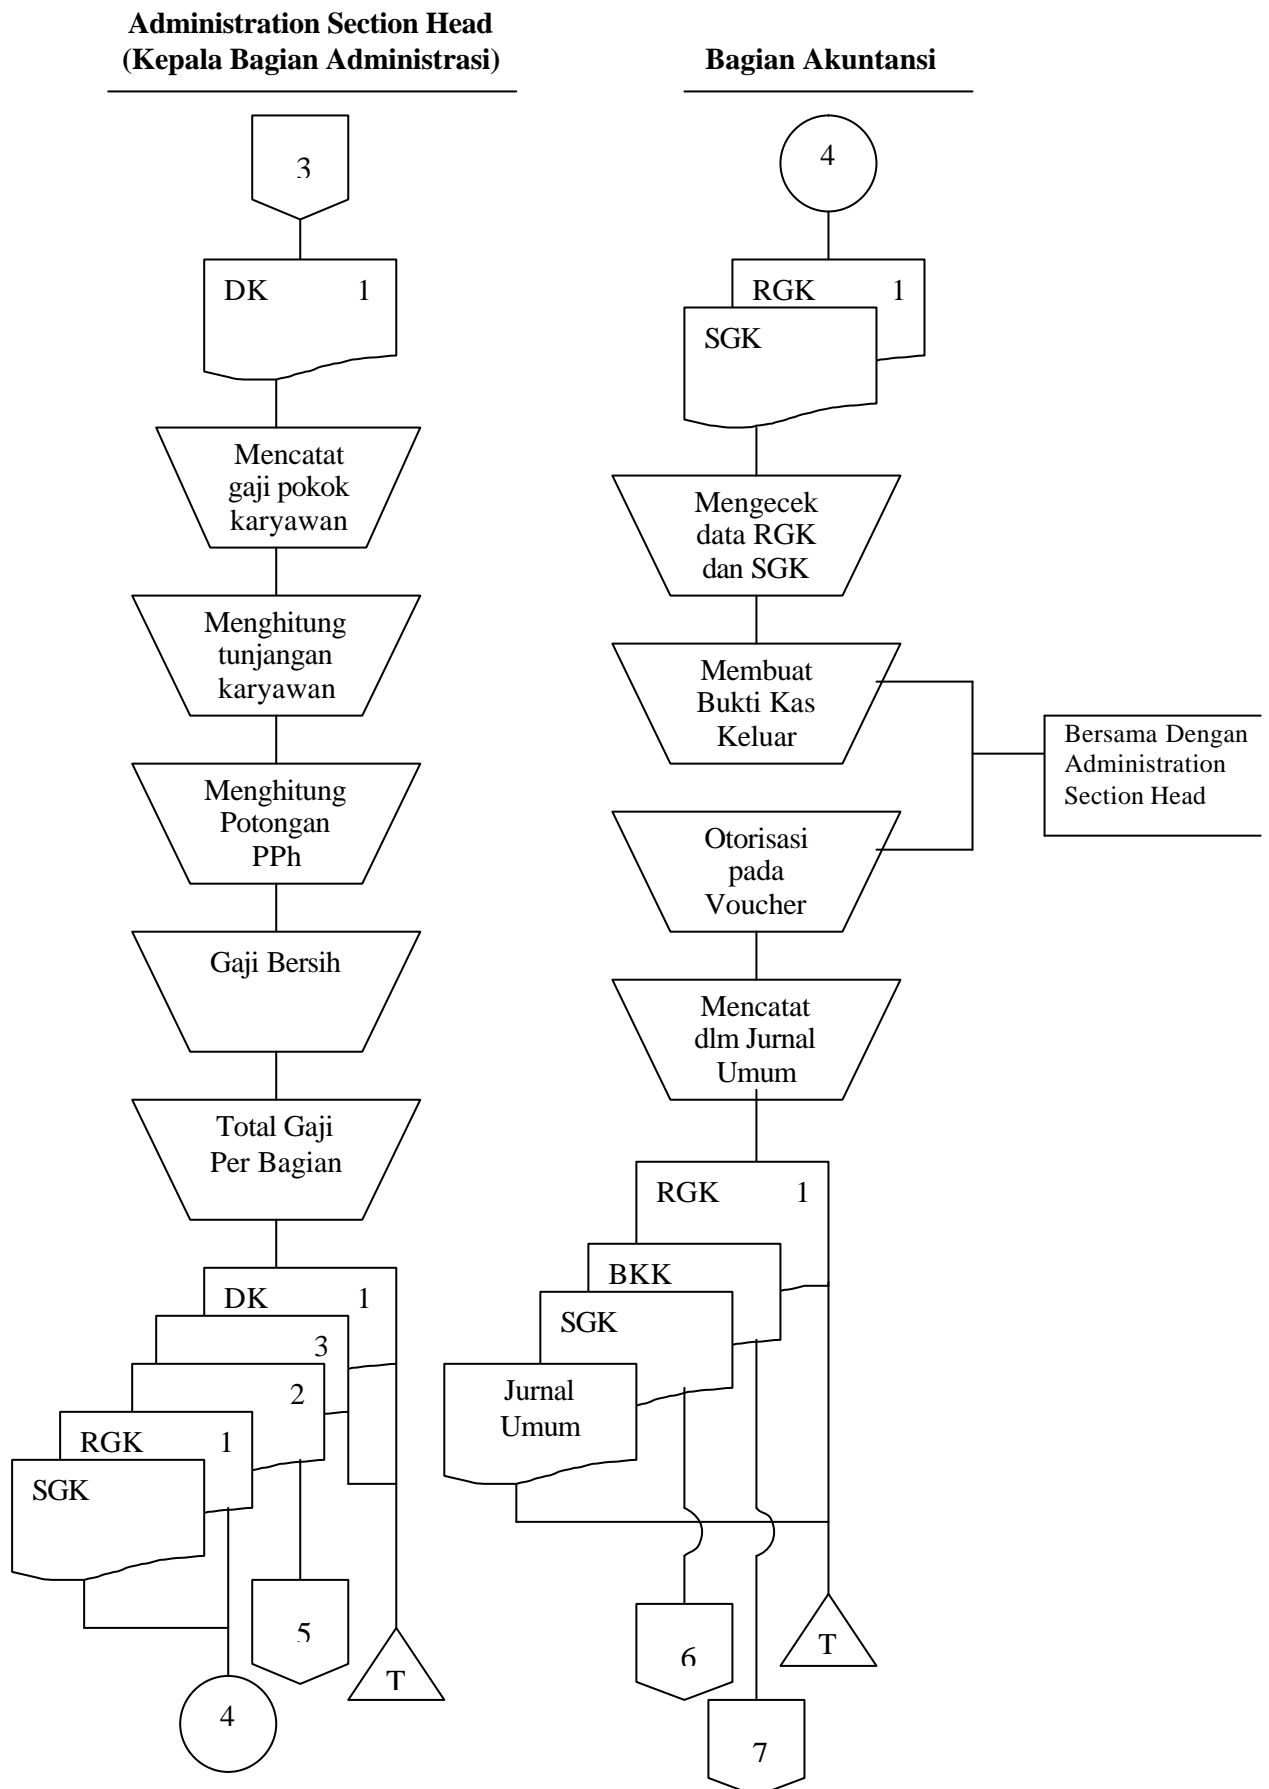 Administration Section Head
(Kepala Bagian Administrasi)
3
DK 1
Mencatat
gaji pokok
karyawan
Menghitung
tunjangan
karyawan
Menghitung
Potongan
PPh
Gaji Bersih
Total Gaji
Per Bagian
DK 1
3
2
RGK 1
SGK
5
T
4
Bagian Akuntansi
4
RGK 1
SGK
Mengecek
data RGK
dan SGK
Membuat
Bukti Kas
Keluar
Bersama Dengan
Administration
Section Head
Otorisasi
pada
Voucher
Mencatat
dlm Jurnal
Umum
RGK 1
BKK
SGK
Jurnal
Umum
6
T
7